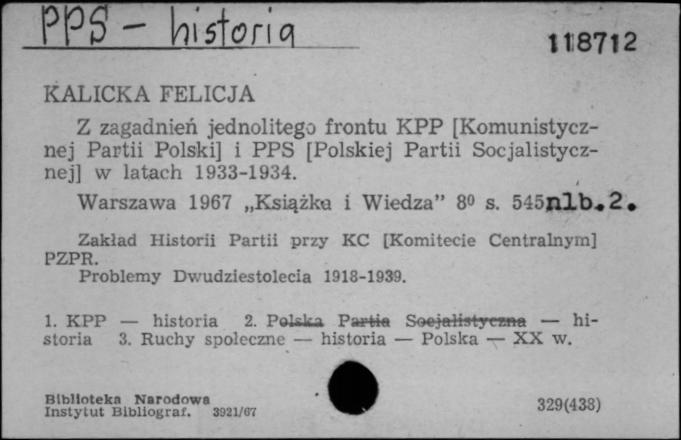 PPS - historia
118712
KALICKA FELICJA
Z zagadnień jednolitego frontu KPP [Komunistycz-
nej Partii Polski] i PPS [Polskiej Partii Socjalistycz-
nej] w latach 1933-1934.
Warszawa 1967 „Książka i Wiedza” 8⁰ s. 545nlb.2.
Zakład Historii Partii przy KC [Komitecie Centralnym]
PZPR.
Problemy Dwudziestolecia 1918-1939.
1. KPP — historia 2. Polska Partia Socjalistyczna — hi-
storia 3. Ruchy społeczne — historia — Polska — XX w.
Biblioteka Narodowa
Instytut Bibliograf. 3921/67
329(438)